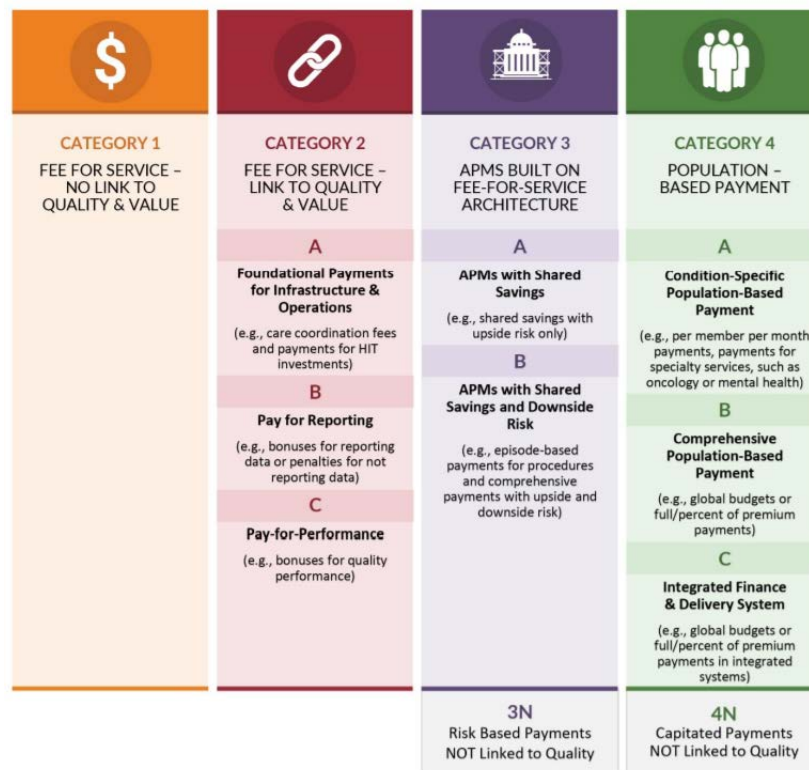 $
CATEGORY 1
FEE FOR SERVICE –
NO LINK TO
QUALITY & VALUE
CATEGORY 2
FEE FOR SERVICE –
LINK TO QUALITY
& VALUE
A
Foundational Payments
for Infrastructure &
Operations
(e.g., care coordination fees
and payments for HIT
investments)
B
Pay for Reporting
(e.g., bonuses for reporting
data or penalties for not
reporting data)
C
Pay-for-Performance
(e.g., bonuses for quality
performance)
CATEGORY 3
APMS BUILT ON
FEE-FOR-SERVICE
ARCHITECTURE
A
APMs with Shared
Savings
(e.g., shared savings with
upside risk only)
B
APMs with Shared
Savings and Downside
Risk
(e.g., episode-based
payments for procedures
and comprehensive
payments with upside and
downside risk)
3N
Risk Based Payments
NOT Linked to Quality
CATEGORY 4
POPULATION –
BASED PAYMENT
A
Condition-Specific
Population-Based
Payment
(e.g., per member per month
payments, payments for
specialty services, such as
oncology or mental health)
B
Comprehensive
Population-Based
Payment
(e.g., global budgets or
full/percent of premium
payments)
C
Integrated Finance
& Delivery System
(e.g., global budgets or
full/percent of premium
payments in integrated
systems)
4N
Capitated Payments
NOT Linked to Quality